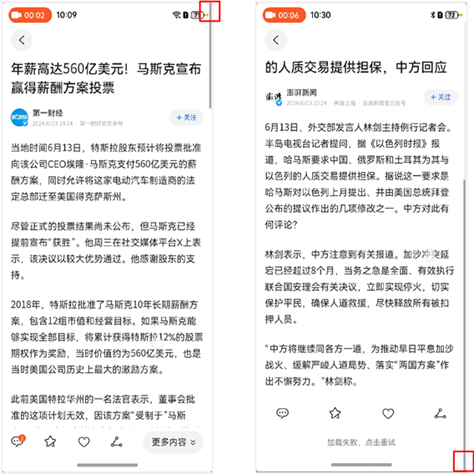 00:02 10:09 73
年薪高达560亿美元！马斯克宣布
赢得薪酬方案投票
第一财经
2024/6/13 24:14 · 第一财经官方账号
+ 关注
当地时间6月13日，特斯拉股东预计将投票批准
向该公司CEO埃隆·马斯克支付560亿美元的薪
酬方案，同时允许将这家电动汽车制造商的法
定总部迁至美国得克萨斯州。
尽管正式的投票结果尚未公布，但马斯克已经
提前宣布“获胜”。他周三在社交媒体平台X上表
示，该决议以较大优势通过。他感谢股东的支
持。
2018年，特斯拉批准了马斯克10年长期薪酬方
案，包含12组市值和经营目标。如果马斯克能
够实现全部目标，将累计获得特斯拉12%的股票
期权作为奖励，当时价值约为560亿美元，也是
当时美国公司历史上最大的激励方案。
此前美国特拉华州的一名法官表示，董事会批
准的这项计划无效，因该方案“受制于”马斯
更多内容
00:06 10:30
的人质交易提供担保，中方回应
澎湃新闻
2024/6/13 20:24 · 来自上海 · 澎湃新闻官方账号
+ 关注
6月13日，外交部发言人林剑主持例行记者会。
半岛电视台记者提问，据《以色列时报》报
道，哈马斯要求中国、俄罗斯和土耳其为其与
以色列的人质交易提供担保。据说这一要求是
哈马斯对以色列上月提出、并由美国总统拜登
公布的提议作出的几项修改之一。中方对此有
何评论？
林剑表示，中方注意到有关报道。加沙冲突延
宕已经超过8个月，当务之急是全面、有效执行
联合国安理会有关决议，立即实现停火，切实
保护平民，确保人道救援，尽快释放所有被扣
押人员。
“中方将继续同各方一道，为推动早日平息加沙
战火、缓解严峻人道局势、落实“两国方案”作
出不懈努力。”林剑称。
加载失败，点击重试